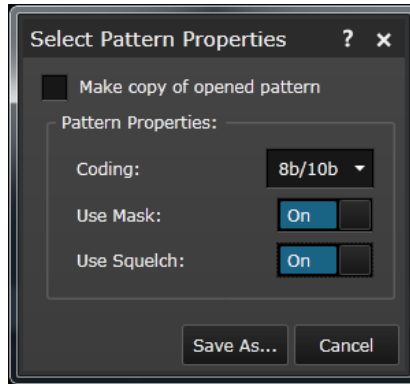 Select Pattern Properties ? ×
Make copy of opened pattern
Pattern Properties:
Coding: 8b/10b
Use Mask: On
Use Squelch: On
Save As... Cancel